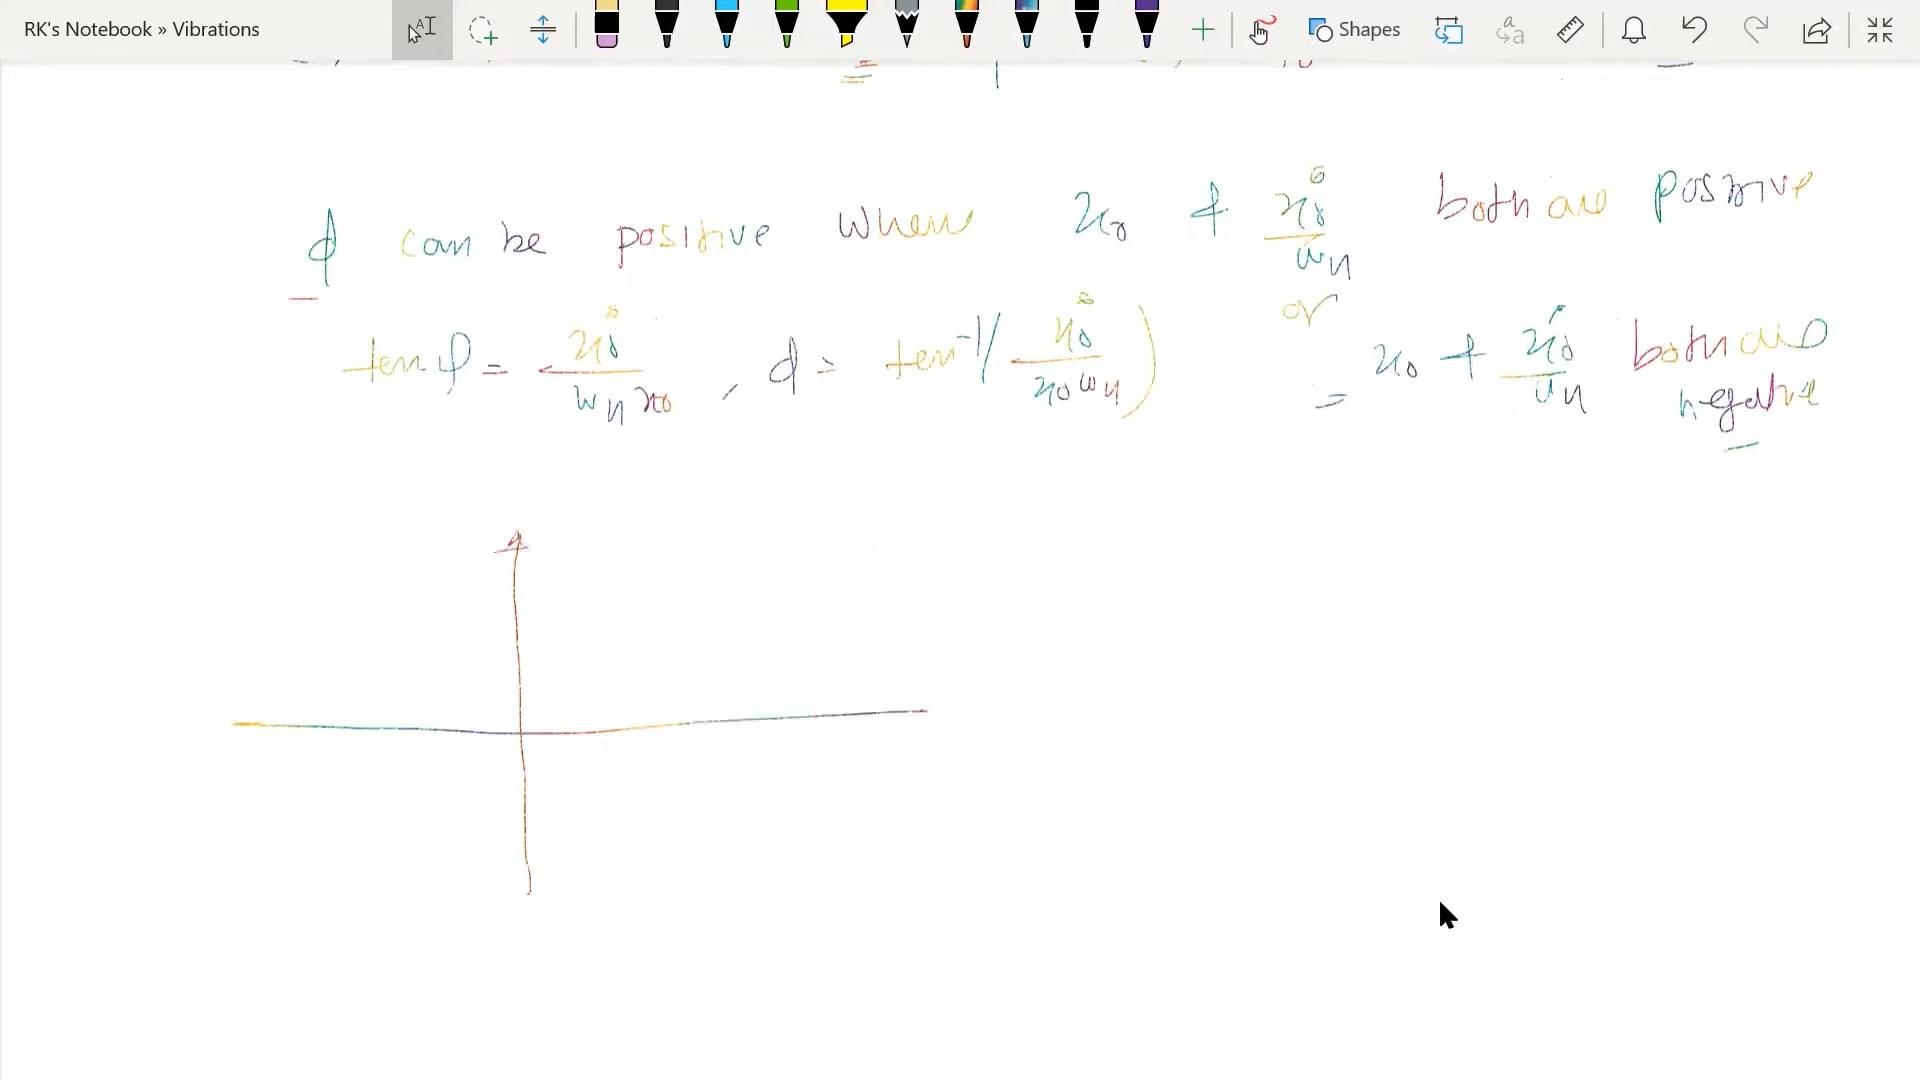 RK's Notebook » Vibrations
Shapes
ϕ can be positive when x₀ & ẋ₀/ωₙ both are positive
or
tan ϕ = ẋ₀/ωₙx₀ , ϕ = tan⁻¹(ẋ₀/x₀ωₙ)
= x₀ & ẋ₀/ωₙ both are negative